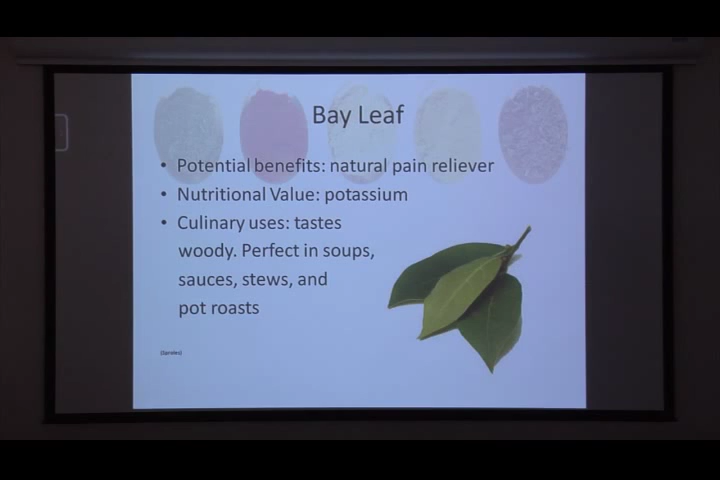 Bay Leaf
• Potential benefits: natural pain reliever
• Nutritional Value: potassium
• Culinary uses: tastes
woody. Perfect in soups,
sauces, stews, and
pot roasts